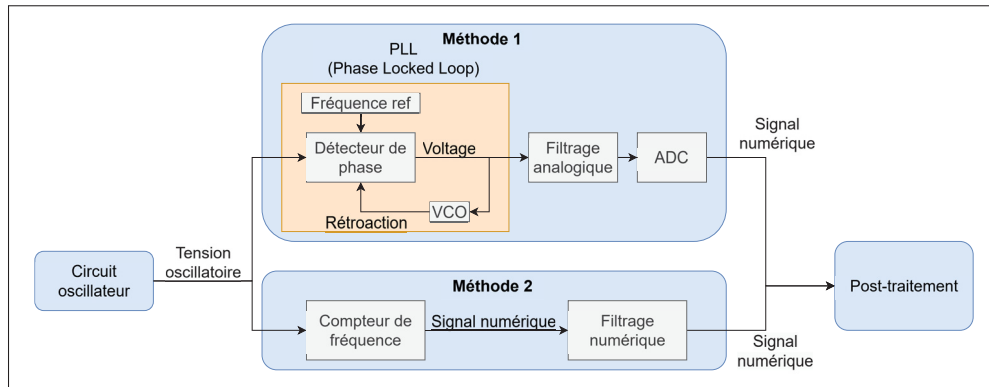 Méthode 1
PLL
(Phase Locked Loop)
Fréquence ref
Détecteur de
phase
Voltage
VCO
Rétroaction
Filtrage
analogique
ADC
Signal
numérique
Circuit
oscillateur
Tension
oscillatoire
Méthode 2
Compteur de
fréquence
Signal numérique
Filtrage
numérique
Signal
numérique
Post-traitement